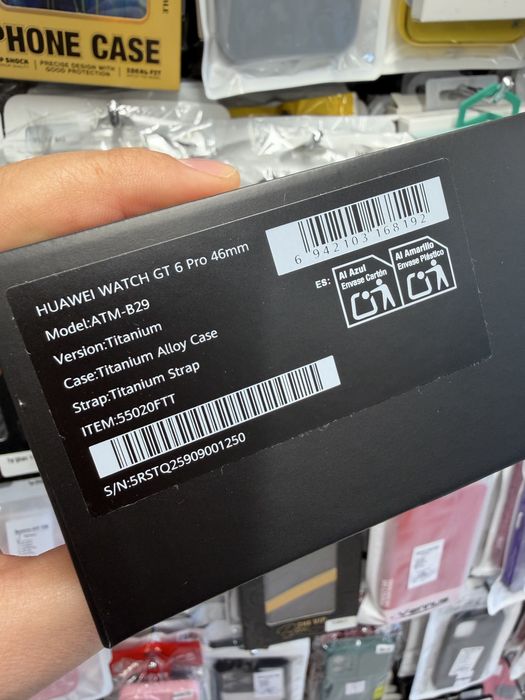 PHONE CASE
PRECISE DESIGN WITH
GOOD PROTECTION
HUAWEI WATCH GT 6 Pro 46mm
Model:ATM-B29
Version:Titanium
Case:Titanium Alloy Case
Strap:Titanium Strap
ITEM:55020FTT
S/N:5RSTQ25909001250
6 942103 168192
ES:
Al Azul
Envase Cartón
Al Amarillo
Envase Plástico
PHONE CASE